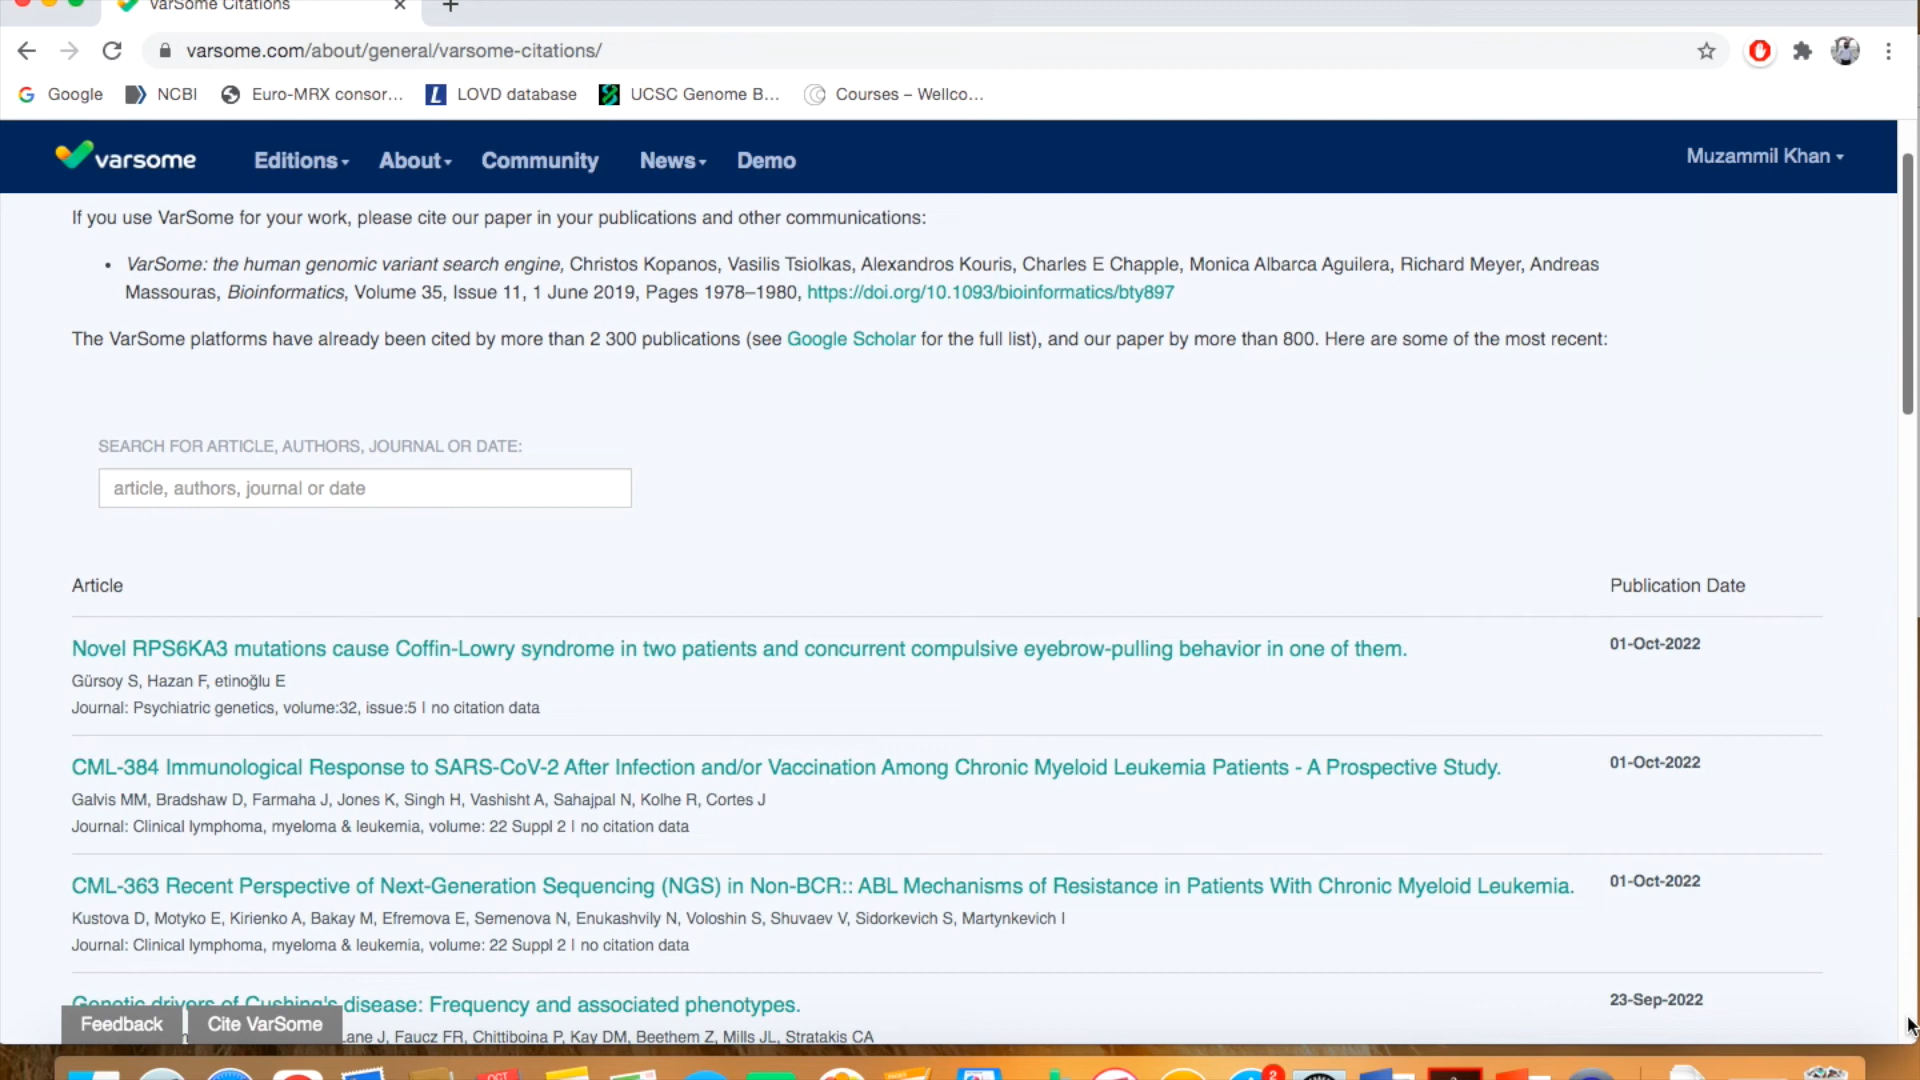 VarSome Citations
varsome.com/about/general/varsome-citations/
Google NCBI Euro-MRX consor... LOVD database UCSC Genome B... Courses – Wellco...
varsome Editions About Community News Demo Muzammil Khan
If you use VarSome for your work, please cite our paper in your publications and other communications:
• VarSome: the human genomic variant search engine, Christos Kopanos, Vasilis Tsiolkas, Alexandros Kouris, Charles E Chapple, Monica Albarca Aguilera, Richard Meyer, Andreas
Massouras, Bioinformatics, Volume 35, Issue 11, 1 June 2019, Pages 1978–1980, https://doi.org/10.1093/bioinformatics/bty897
The VarSome platforms have already been cited by more than 2 300 publications (see Google Scholar for the full list), and our paper by more than 800. Here are some of the most recent:
SEARCH FOR ARTICLE, AUTHORS, JOURNAL OR DATE:
article, authors, journal or date
Article Publication Date
Novel RPS6KA3 mutations cause Coffin-Lowry syndrome in two patients and concurrent compulsive eyebrow-pulling behavior in one of them. 01-Oct-2022
Gürsoy S, Hazan F, etinoğlu E
Journal: Psychiatric genetics, volume:32, issue:5 | no citation data
CML-384 Immunological Response to SARS-CoV-2 After Infection and/or Vaccination Among Chronic Myeloid Leukemia Patients - A Prospective Study. 01-Oct-2022
Galvis MM, Bradshaw D, Farmaha J, Jones K, Singh H, Vashisht A, Sahajpal N, Kolhe R, Cortes J
Journal: Clinical lymphoma, myeloma & leukemia, volume: 22 Suppl 2 | no citation data
CML-363 Recent Perspective of Next-Generation Sequencing (NGS) in Non-BCR:: ABL Mechanisms of Resistance in Patients With Chronic Myeloid Leukemia. 01-Oct-2022
Kustova D, Motyko E, Kirienko A, Bakay M, Efremova E, Semenova N, Enukashvily N, Voloshin S, Shuvaev V, Sidorkevich S, Martynkevich I
Journal: Clinical lymphoma, myeloma & leukemia, volume: 22 Suppl 2 | no citation data
Genetic drivers of Cushing's disease: Frequency and associated phenotypes. 23-Sep-2022
Feedback Cite VarSome
J, Faucz FR, Chittiboina P, Kay DM, Beethem Z, Mills JL, Stratakis CA
OCT
2